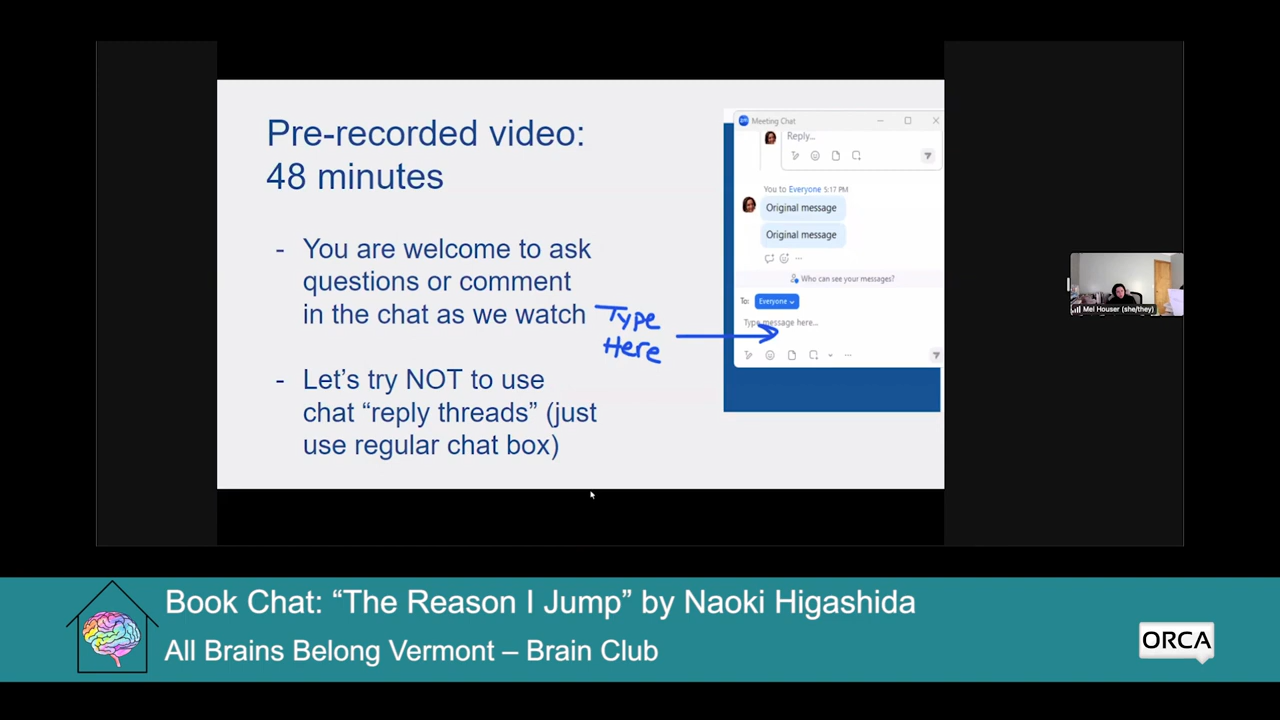 Pre-recorded video:
48 minutes
- You are welcome to ask
questions or comment
in the chat as we watch
- Let's try NOT to use
chat "reply threads" (just
use regular chat box)
Type
Here
Meeting Chat
Reply...
You to Everyone 5:17 PM
Original message
Original message
Who can see your messages?
To: Everyone
Type message here...
Mel Houser (she/they)
Book Chat: “The Reason I Jump” by Naoki Higashida
All Brains Belong Vermont – Brain Club
ORCA